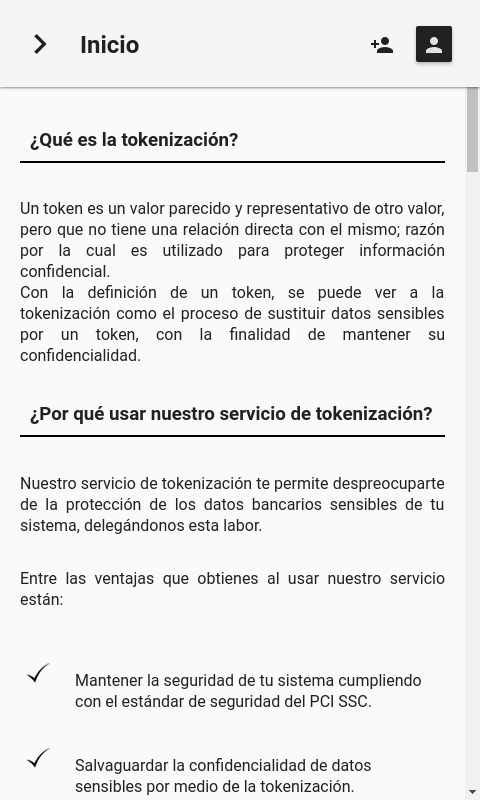 Inicio
¿Qué es la tokenización?
Un token es un valor parecido y representativo de otro valor,
pero que no tiene una relación directa con el mismo; razón
por la cual es utilizado para proteger información
confidencial.
Con la definición de un token, se puede ver a la
tokenización como el proceso de sustituir datos sensibles
por un token, con la finalidad de mantener su
confidencialidad.
¿Por qué usar nuestro servicio de tokenización?
Nuestro servicio de tokenización te permite despreocuparte
de la protección de los datos bancarios sensibles de tu
sistema, delegándonos esta labor.
Entre las ventajas que obtienes al usar nuestro servicio
están:
Mantener la seguridad de tu sistema cumpliendo
con el estándar de seguridad del PCI SSC.
Salvaguardar la confidencialidad de datos
sensibles por medio de la tokenización.